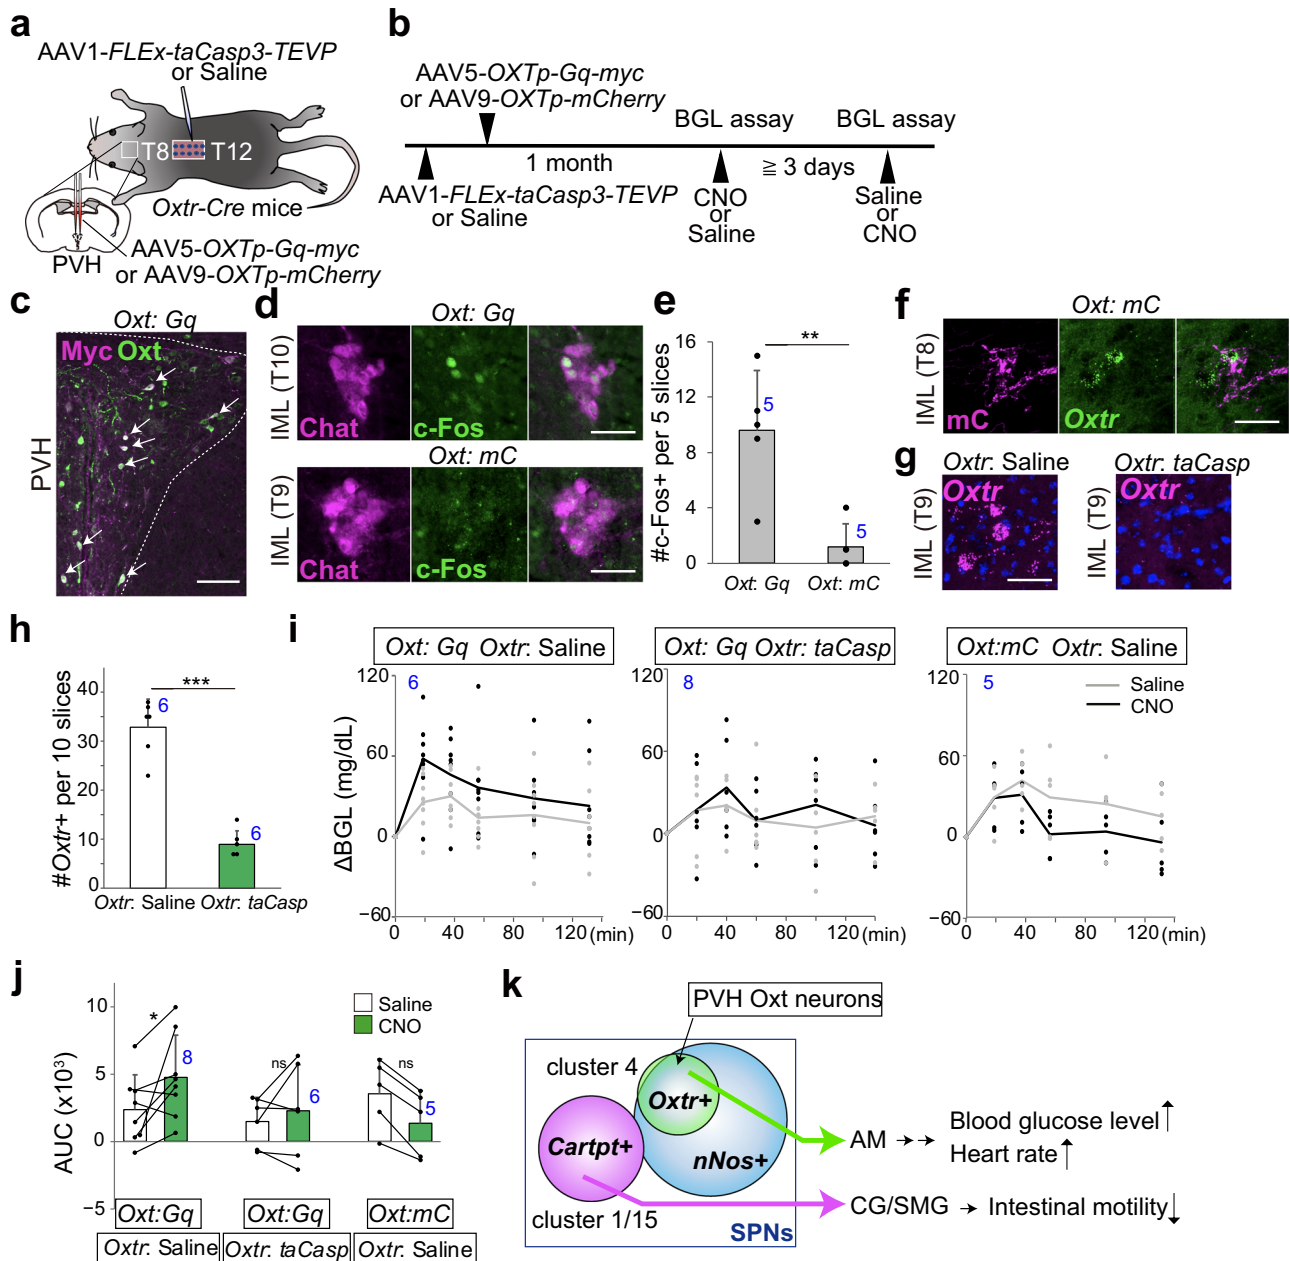 a
AAV1-FLEx-taCasp3-TEVP
or Saline
T8
T12
Oxtr-Cre mice
AAV5-OXTp-Gq-myc
or AAV9-OXTp-mCherry
PVH
b
AAV5-OXTp-Gq-myc
or AAV9-OXTp-mCherry
BGL assay
BGL assay
1 month
≧ 3 days
AAV1-FLEx-taCasp3-TEVP
or Saline
CNO
or
Saline
Saline
or
CNO
c
Oxt: Gq
Myc Oxt
PVH
d
Oxt: Gq
IML (T10)
Chat
c-Fos
Oxt: mC
IML (T9)
Chat
c-Fos
e
#c-Fos+ per 5 slices
16
12
8
4
0
**
5
5
Oxt: Gq
Oxt: mC
f
Oxt: mC
IML (T8)
mC
Oxtr
g
Oxtr: Saline
Oxtr: taCasp
IML (T9)
Oxtr
IML (T9)
Oxtr
h
#Oxtr+ per 10 slices
40
30
20
10
0
***
6
6
Oxtr: Saline
Oxtr: taCasp
i
Oxt: Gq Oxtr: Saline
Oxt: Gq Oxtr: taCasp
Oxt:mC Oxtr: Saline
ΔBGL (mg/dL)
120
60
0
−60
6
0 40 80 120 (min)
120
60
0
−60
8
0 40 80 120 (min)
120
60
0
−60
5
Saline
CNO
0 40 80 120 (min)
j
AUC (x10³)
10
5
0
−5
Saline
CNO
*
8
ns
6
ns
5
Oxt:Gq
Oxtr: Saline
Oxt:Gq
Oxtr: taCasp
Oxt:mC
Oxtr: Saline
k
PVH Oxt neurons
cluster 4
Oxtr+
Cartpt+
nNos+
cluster 1/15
SPNs
AM
Blood glucose level
Heart rate
CG/SMG
Intestinal motility